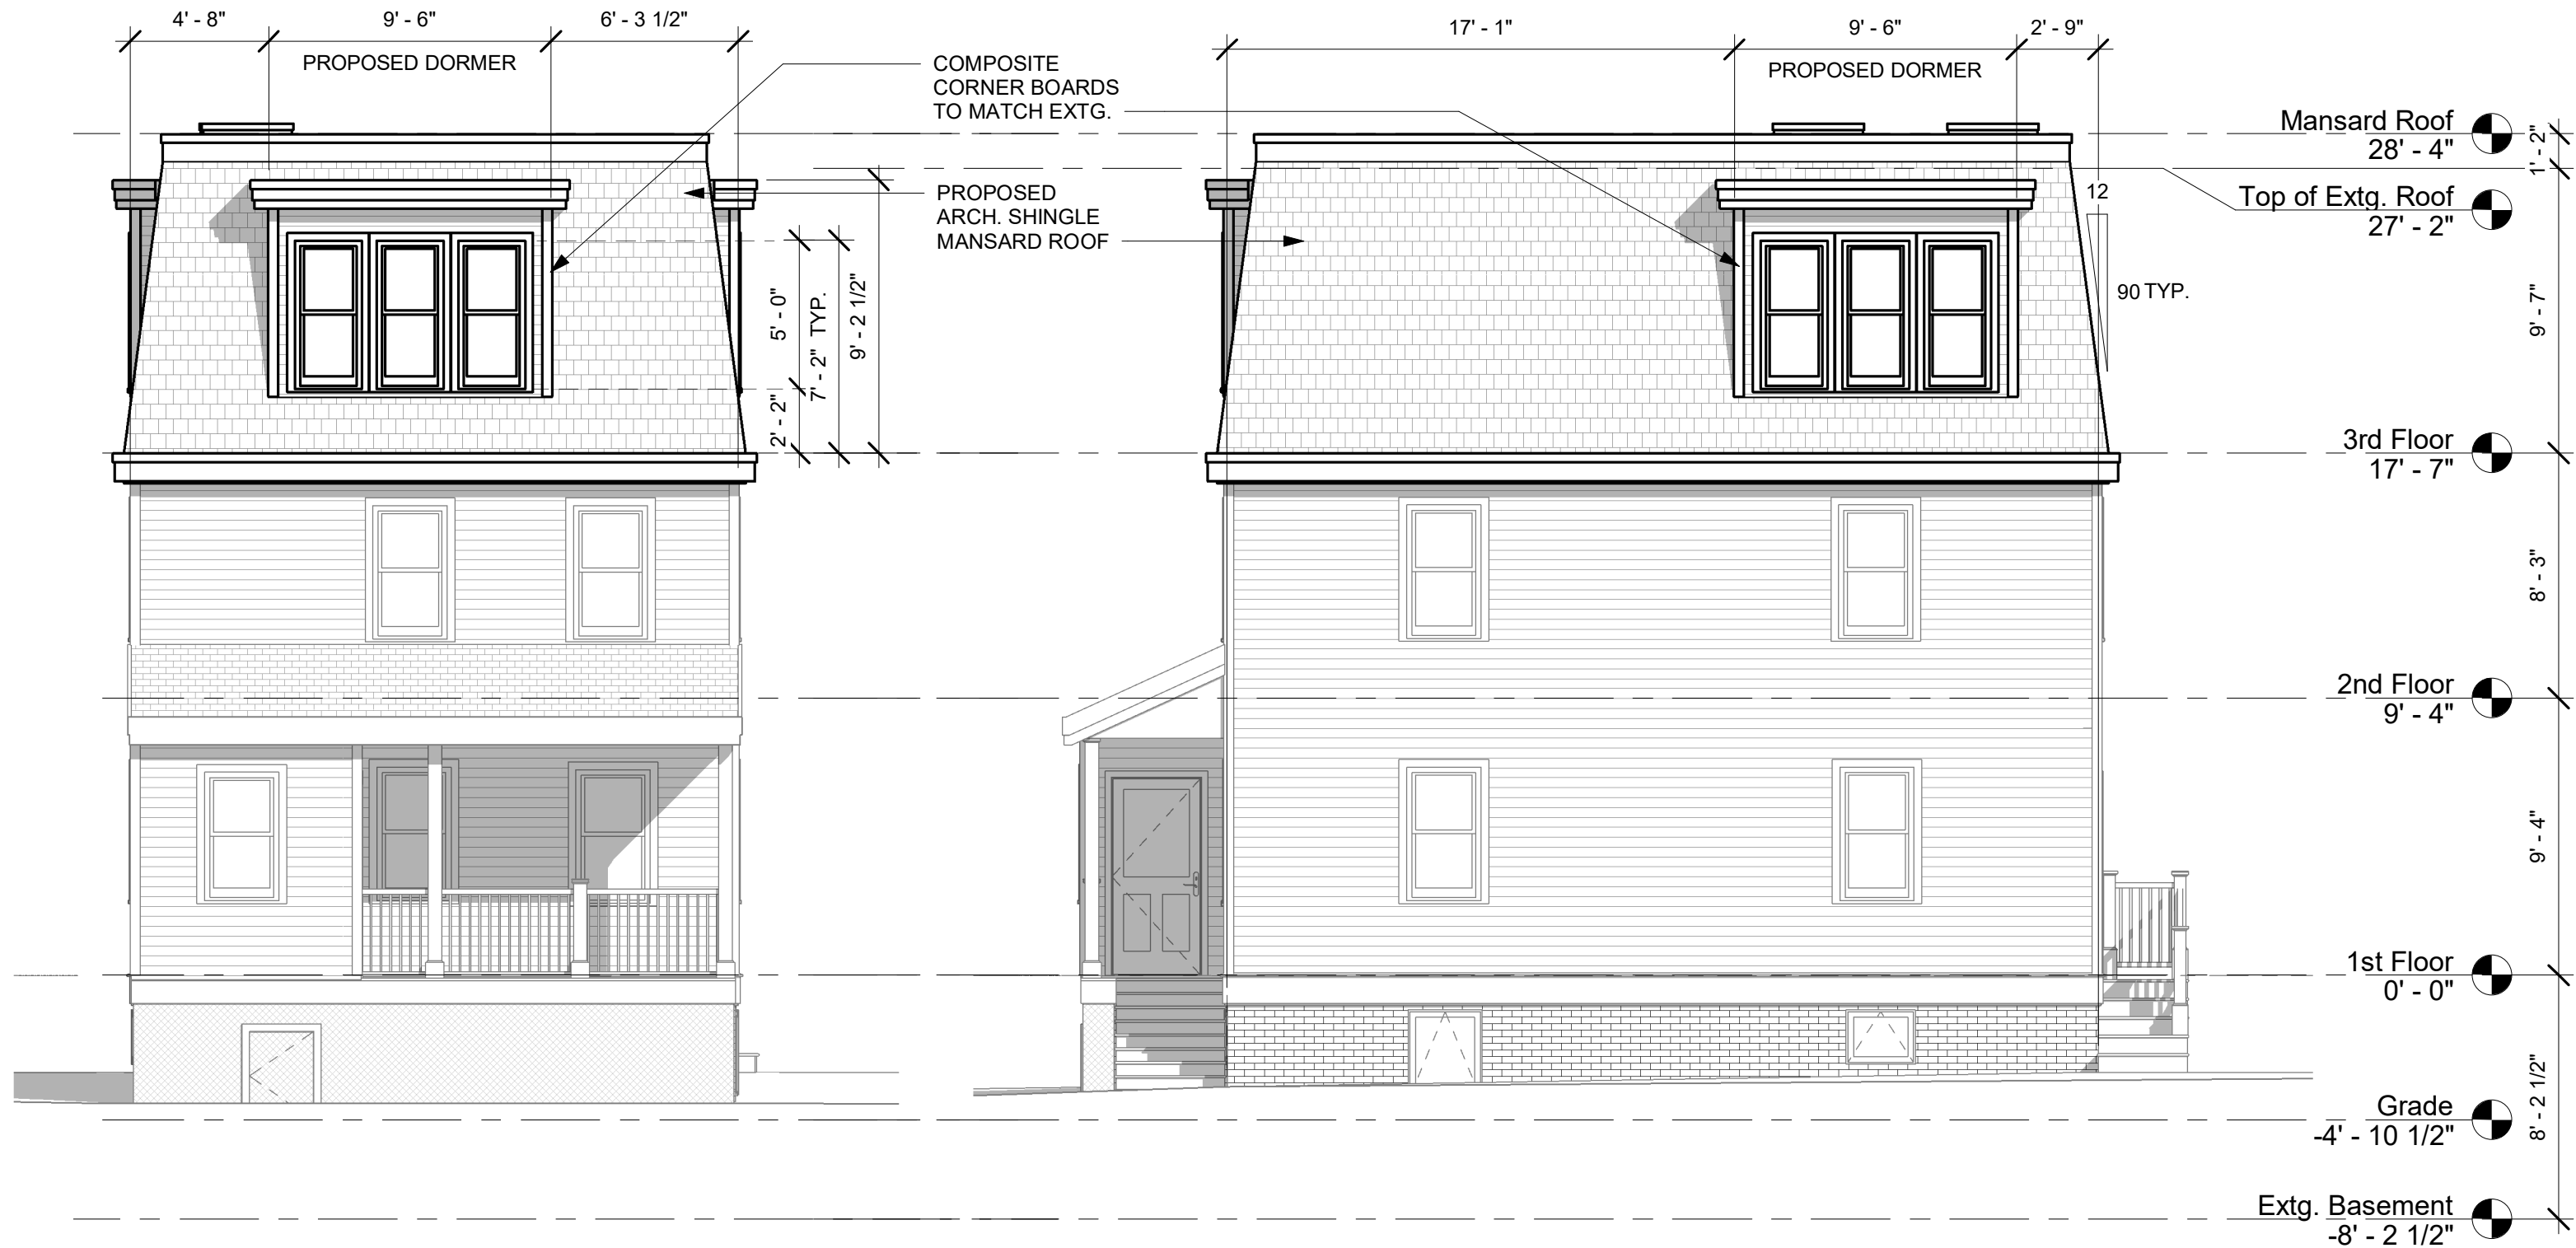 4' - 8"
9' - 6"
6' - 3 1/2"
PROPOSED DORMER
COMPOSITE
CORNER BOARDS
TO MATCH EXTG.
PROPOSED
ARCH. SHINGLE
MANSARD ROOF
5' - 0"
2' - 2"
7' - 2" TYP.
9' - 2 1/2"
17' - 1"
9' - 6"
2' - 9"
PROPOSED DORMER
12
90 TYP.
Mansard Roof
28' - 4"
Top of Extg. Roof
27' - 2"
3rd Floor
17' - 7"
2nd Floor
9' - 4"
1st Floor
0' - 0"
Grade
-4' - 10 1/2"
Extg. Basement
-8' - 2 1/2"
1' - 2"
9' - 7"
8' - 3"
9' - 4"
8' - 2 1/2"